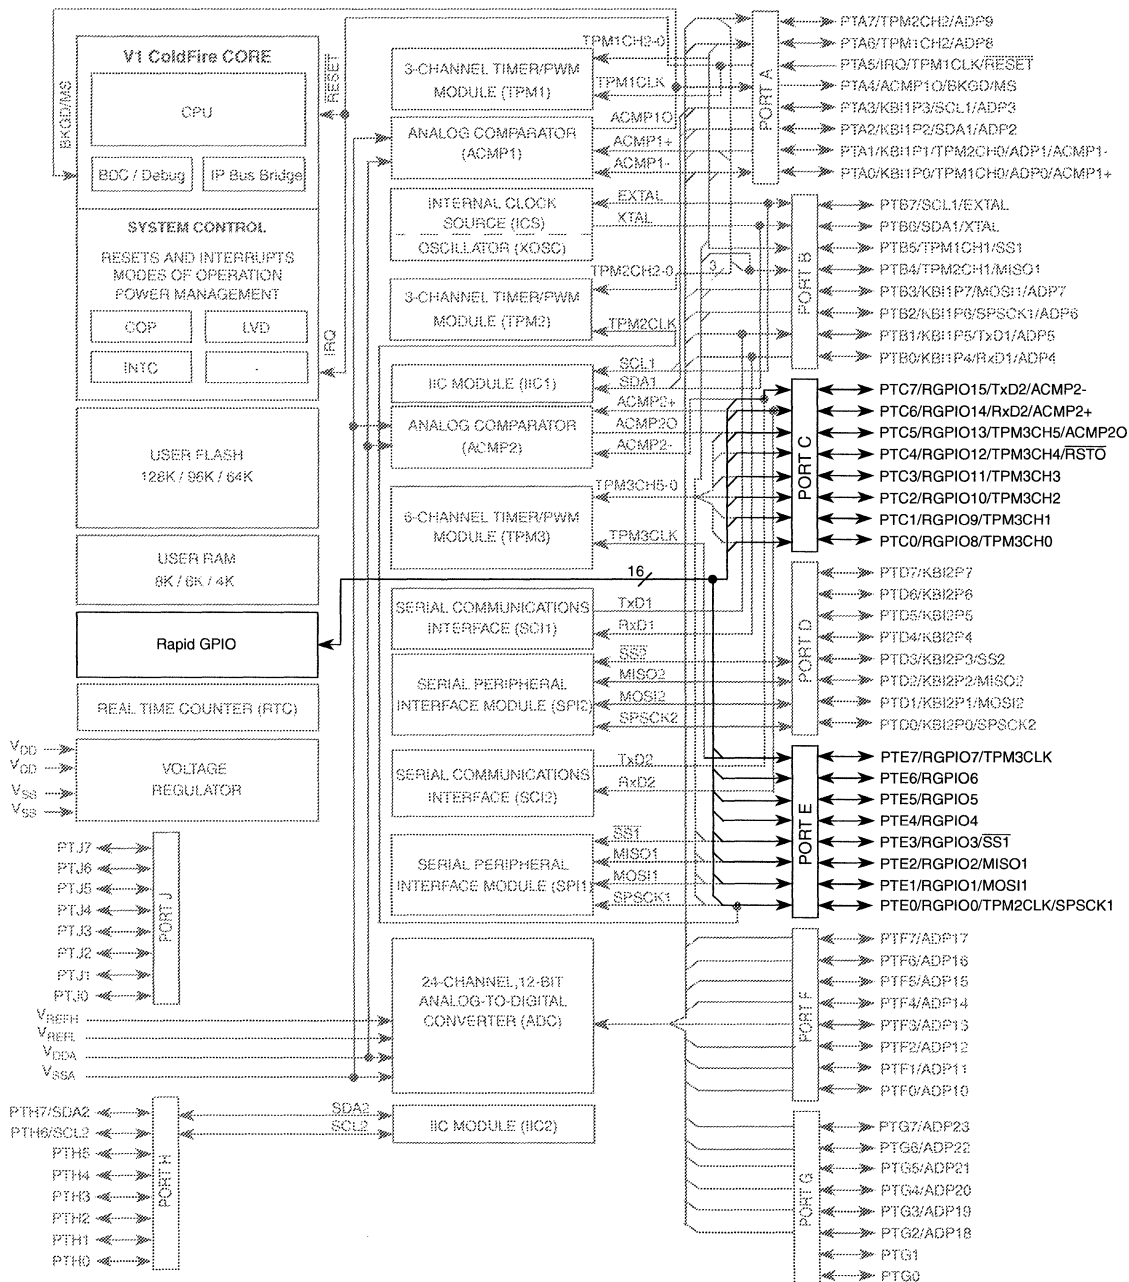 V1 ColdFire CORE
CPU
BDC / Debug
IP Bus Bridge
SYSTEM CONTROL
RESETS AND INTERRUPTS
MODES OF OPERATION
POWER MANAGEMENT
COP
LVD
INTC
-
BKGD/MS
RESET
IRQ
USER FLASH
128K / 96K / 64K
USER RAM
8K / 6K / 4K
Rapid GPIO
REAL TIME COUNTER (RTC)
VOLTAGE
REGULATOR
VDD
VDD
VSS
VSS
PTJ7
PTJ6
PTJ5
PTJ4
PTJ3
PTJ2
PTJ1
PTJ0
PORT J
VREFH
VREFL
VDDA
VSSA
PTH7/SDA2
PTH6/SCL2
PTH5
PTH4
PTH3
PTH2
PTH1
PTH0
PORT H
3-CHANNEL TIMER/PWM
MODULE (TPM1)
TPM1CH2-0
TPM1CLK
ANALOG COMPARATOR
(ACMP1)
ACMP1O
ACMP1+
ACMP1-
INTERNAL CLOCK
SOURCE (ICS)
OSCILLATOR (XOSC)
EXTAL
XTAL
3-CHANNEL TIMER/PWM
MODULE (TPM2)
TPM2CH2-0
3
TPM2CLK
IIC MODULE (IIC1)
SCL1
SDA1
ANALOG COMPARATOR
(ACMP2)
ACMP2+
ACMP2O
ACMP2-
6-CHANNEL TIMER/PWM
MODULE (TPM3)
TPM3CH5-0
TPM3CLK
16
SERIAL COMMUNICATIONS
INTERFACE (SCI1)
TxD1
RxD1
SERIAL PERIPHERAL
INTERFACE MODULE (SPI2)
SS2
MISO2
MOSI2
SPSCK2
SERIAL COMMUNICATIONS
INTERFACE (SCI2)
TxD2
RxD2
SERIAL PERIPHERAL
INTERFACE MODULE (SPI1)
SS1
MISO1
MOSI1
SPSCK1
24-CHANNEL,12-BIT
ANALOG-TO-DIGITAL
CONVERTER (ADC)
IIC MODULE (IIC2)
SDA2
SCL2
PORT A
PTA7/TPM2CH2/ADP9
PTA6/TPM1CH2/ADP8
PTA5/IRQ/TPM1CLK/RESET
PTA4/ACMP1O/BKGD/MS
PTA3/KBI1P3/SCL1/ADP3
PTA2/KBI1P2/SDA1/ADP2
PTA1/KBI1P1/TPM2CH0/ADP1/ACMP1-
PTA0/KBI1P0/TPM1CH0/ADP0/ACMP1+
PORT B
PTB7/SCL1/EXTAL
PTB6/SDA1/XTAL
PTB5/TPM1CH1/SS1
PTB4/TPM2CH1/MISO1
PTB3/KBI1P7/MOSI1/ADP7
PTB2/KBI1P6/SPSCK1/ADP6
PTB1/KBI1P5/TxD1/ADP5
PTB0/KBI1P4/RxD1/ADP4
PORT C
PTC7/RGPIO15/TxD2/ACMP2-
PTC6/RGPIO14/RxD2/ACMP2+
PTC5/RGPIO13/TPM3CH5/ACMP2O
PTC4/RGPIO12/TPM3CH4/RSTO
PTC3/RGPIO11/TPM3CH3
PTC2/RGPIO10/TPM3CH2
PTC1/RGPIO9/TPM3CH1
PTC0/RGPIO8/TPM3CH0
PORT D
PTD7/KBI2P7
PTD6/KBI2P6
PTD5/KBI2P5
PTD4/KBI2P4
PTD3/KBI2P3/SS2
PTD2/KBI2P2/MISO2
PTD1/KBI2P1/MOSI2
PTD0/KBI2P0/SPSCK2
PORT E
PTE7/RGPIO7/TPM3CLK
PTE6/RGPIO6
PTE5/RGPIO5
PTE4/RGPIO4
PTE3/RGPIO3/SS1
PTE2/RGPIO2/MISO1
PTE1/RGPIO1/MOSI1
PTE0/RGPIO0/TPM2CLK/SPSCK1
PORT F
PTF7/ADP17
PTF6/ADP16
PTF5/ADP15
PTF4/ADP14
PTF3/ADP13
PTF2/ADP12
PTF1/ADP11
PTF0/ADP10
PORT G
PTG7/ADP23
PTG6/ADP22
PTG5/ADP21
PTG4/ADP20
PTG3/ADP19
PTG2/ADP18
PTG1
PTG0